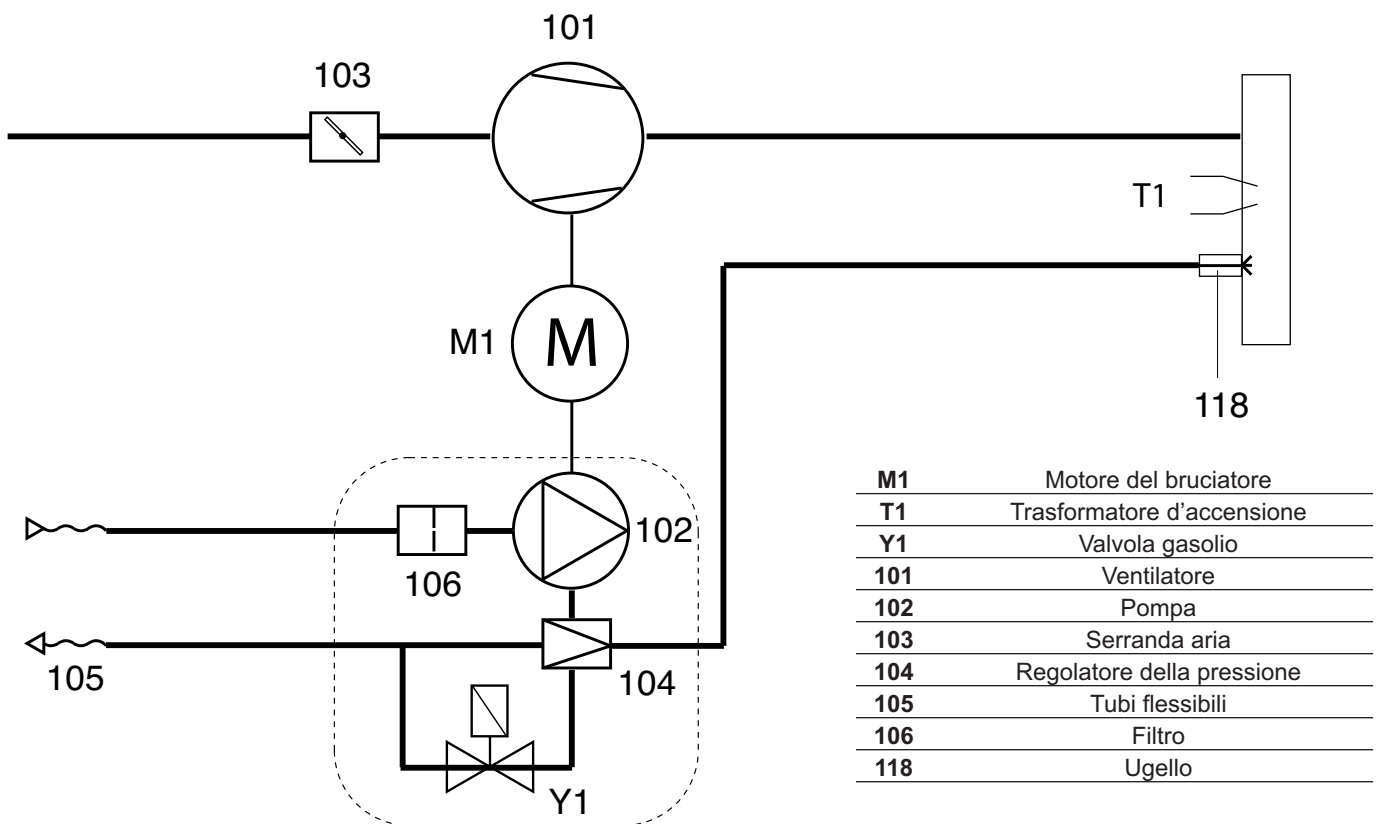 101
103
T1
M1
M
118
102
106
105
104
Y1
M1 Motore del bruciatore
T1 Trasformatore d'accensione
Y1 Valvola gasolio
101 Ventilatore
102 Pompa
103 Serranda aria
104 Regolatore della pressione
105 Tubi flessibili
106 Filtro
118 Ugello